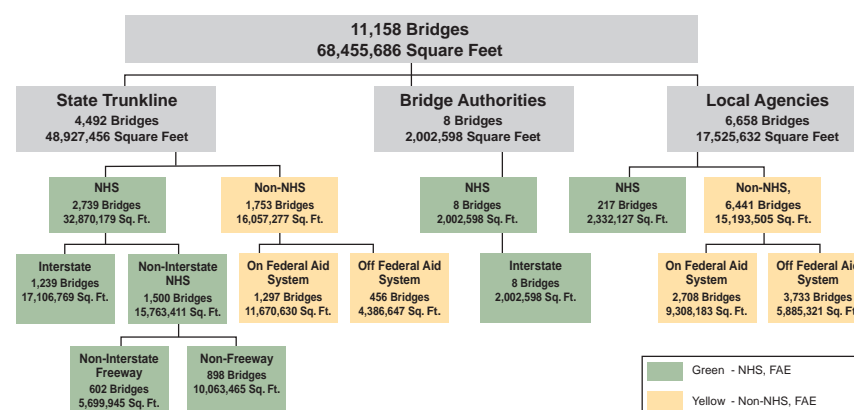 11,158 Bridges
68,455,686 Square Feet
State Trunkline
4,492 Bridges
48,927,456 Square Feet
Bridge Authorities
8 Bridges
2,002,598 Square Feet
Local Agencies
6,658 Bridges
17,525,632 Square Feet
NHS
2,739 Bridges
32,870,179 Sq. Ft.
Non-NHS
1,753 Bridges
16,057,277 Sq. Ft.
NHS
8 Bridges
2,002,598 Sq. Ft.
NHS
217 Bridges
2,332,127 Sq. Ft.
Non-NHS,
6,441 Bridges
15,193,505 Sq. Ft.
Interstate
1,239 Bridges
17,106,769 Sq. Ft.
Non-Interstate
NHS
1,500 Bridges
15,763,411 Sq. Ft.
On Federal Aid
System
1,297 Bridges
11,670,630 Sq. Ft.
Off Federal Aid
System
456 Bridges
4,386,647 Sq. Ft.
Interstate
8 Bridges
2,002,598 Sq. Ft.
On Federal Aid
System
2,708 Bridges
9,308,183 Sq. Ft.
Off Federal Aid
System
3,733 Bridges
5,885,321 Sq. Ft.
Non-Interstate
Freeway
602 Bridges
5,699,945 Sq. Ft.
Non-Freeway
898 Bridges
10,063,465 Sq. Ft.
Green - NHS, FAE
Yellow - Non-NHS, FAE